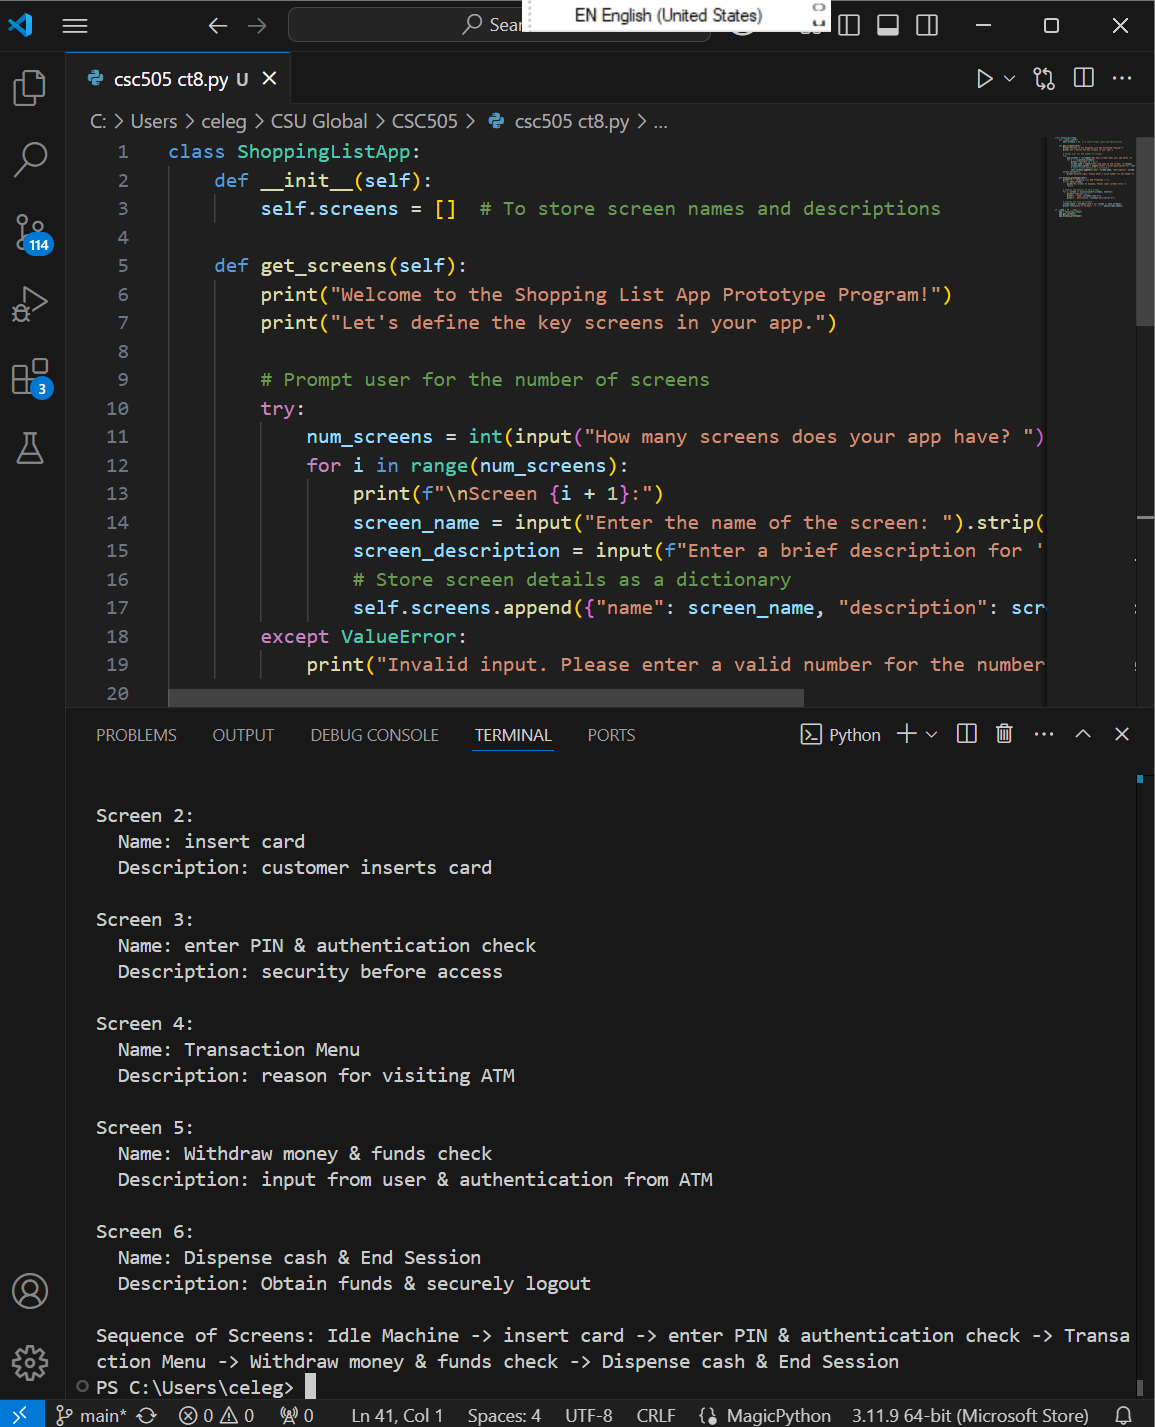 Sear
EN English (United States)
csc505 ct8.py U
C: > Users > celeg > CSU Global > CSC505 > csc505 ct8.py > ...
1 class ShoppingListApp:
2 def __init__(self):
3 self.screens = [] # To store screen names and descriptions
4
5 def get_screens(self):
6 print("Welcome to the Shopping List App Prototype Program!")
7 print("Let's define the key screens in your app.")
8
9 # Prompt user for the number of screens
10 try:
11 num_screens = int(input("How many screens does your app have? ")
12 for i in range(num_screens):
13 print(f"\nScreen {i + 1}:")
14 screen_name = input("Enter the name of the screen: ").strip(
15 screen_description = input(f"Enter a brief description for '
16 # Store screen details as a dictionary
17 self.screens.append({"name": screen_name, "description": scre
18 except ValueError:
19 print("Invalid input. Please enter a valid number for the number
20
114
3
PROBLEMS OUTPUT DEBUG CONSOLE TERMINAL PORTS Python
Screen 2:
Name: insert card
Description: customer inserts card
Screen 3:
Name: enter PIN & authentication check
Description: security before access
Screen 4:
Name: Transaction Menu
Description: reason for visiting ATM
Screen 5:
Name: Withdraw money & funds check
Description: input from user & authentication from ATM
Screen 6:
Name: Dispense cash & End Session
Description: Obtain funds & securely logout
Sequence of Screens: Idle Machine -> insert card -> enter PIN & authentication check -> Transa
ction Menu -> Withdraw money & funds check -> Dispense cash & End Session
PS C:\Users\celeg>
main* 0 0 0 Ln 41, Col 1 Spaces: 4 UTF-8 CRLF MagicPython 3.11.9 64-bit (Microsoft Store)